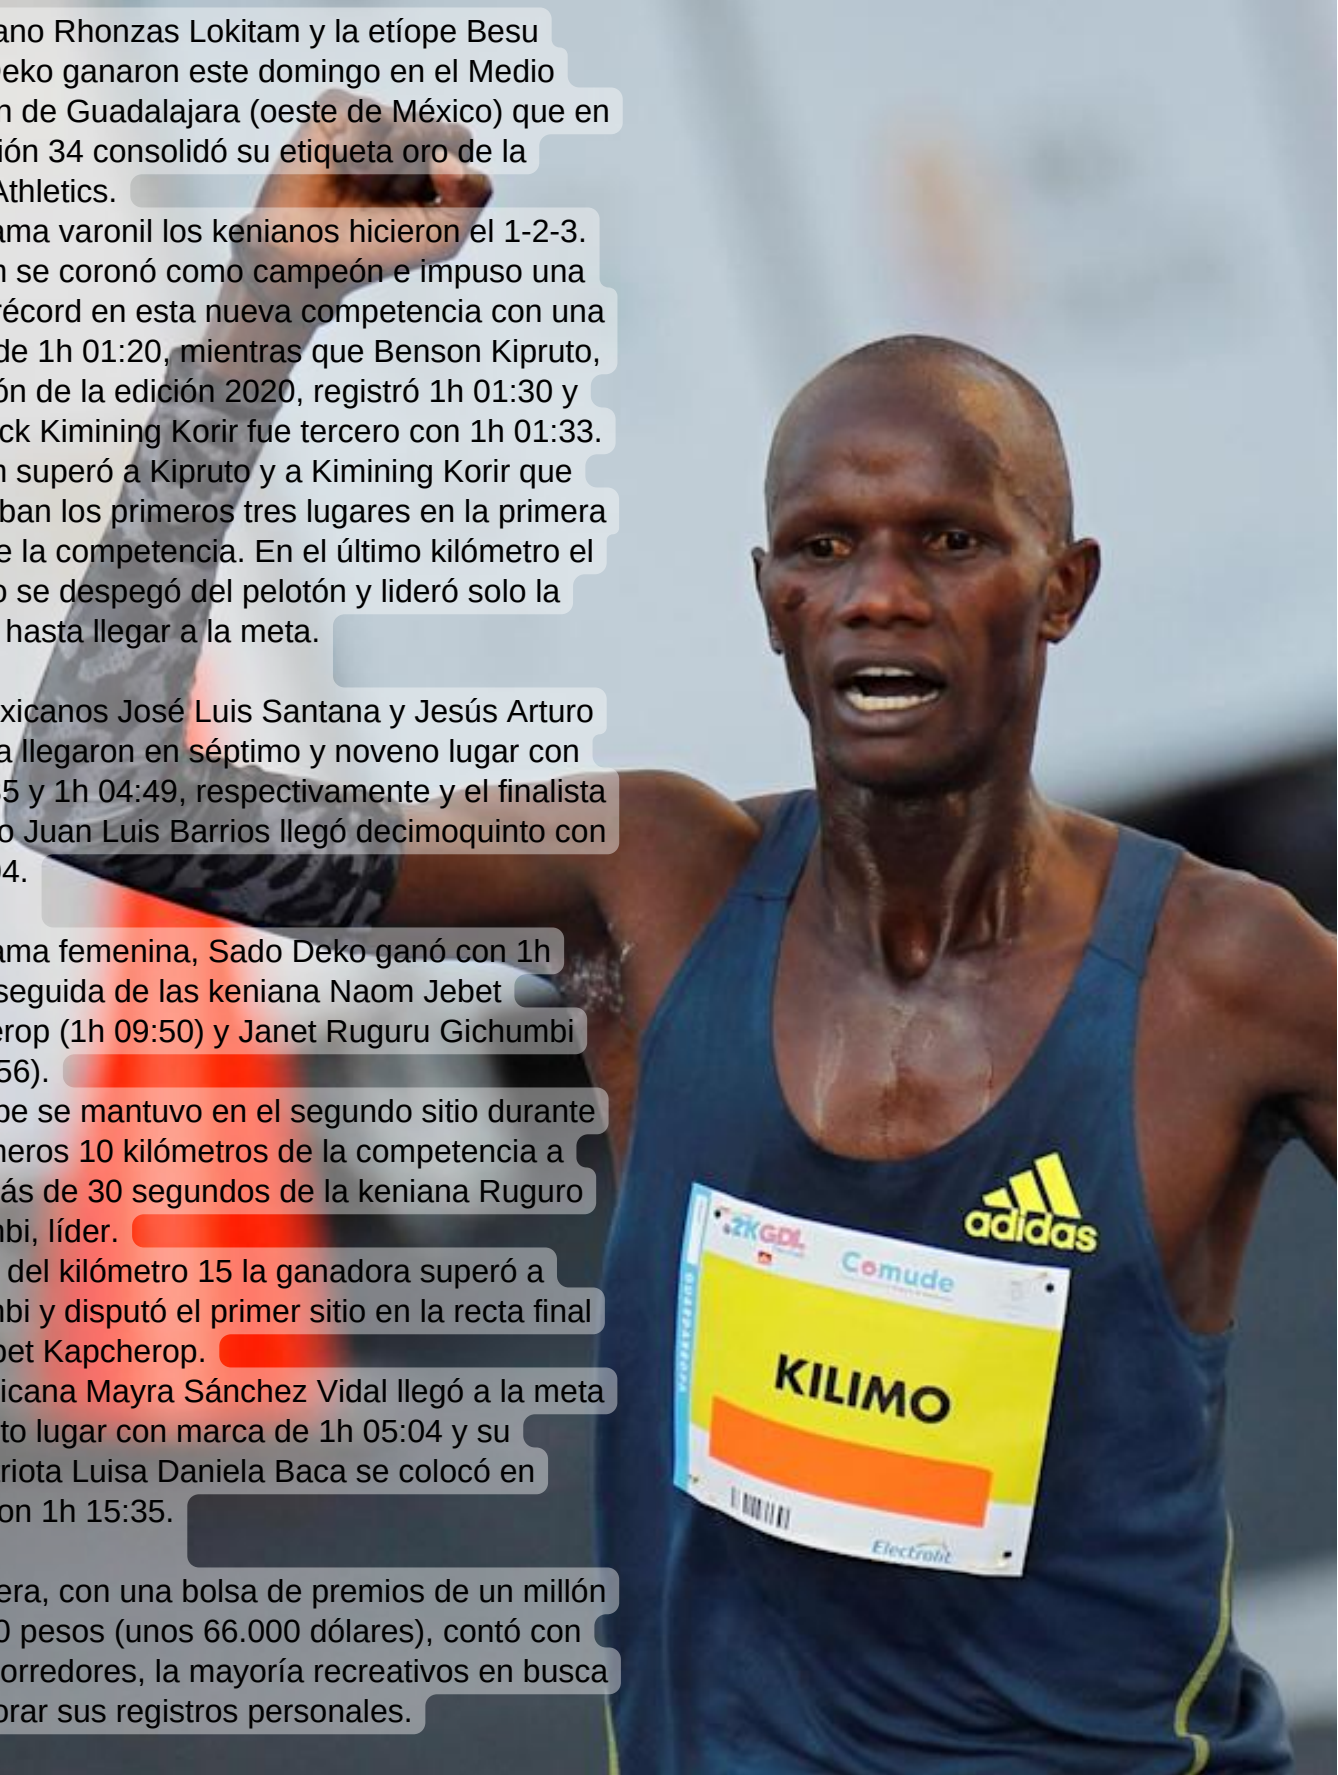 ano Rhonzas Lokitam y la etíope Besu
Deko ganaron este domingo en el Medio
n de Guadalajara (oeste de México) que en
ión 34 consolidó su etiqueta oro de la
Athletics.
ama varonil los kenianos hicieron el 1-2-3.
n se coronó como campeón e impuso una
récord en esta nueva competencia con una
de 1h 01:20, mientras que Benson Kipruto,
ón de la edición 2020, registró 1h 01:30 y
ck Kimining Korir fue tercero con 1h 01:33.
n superó a Kipruto y a Kimining Korir que
ban los primeros tres lugares en la primera
e la competencia. En el último kilómetro el
o se despegó del pelotón y lideró solo la
hasta llegar a la meta.
xicanos José Luis Santana y Jesús Arturo
a llegaron en séptimo y noveno lugar con
35 y 1h 04:49, respectivamente y el finalista
o Juan Luis Barrios llegó decimoquinto con
04.
ama femenina, Sado Deko ganó con 1h
seguida de las keniana Naom Jebet
erop (1h 09:50) y Janet Ruguru Gichumbi
56).
pe se mantuvo en el segundo sitio durante
meros 10 kilómetros de la competencia a
ás de 30 segundos de la keniana Ruguro
mbi, líder.
del kilómetro 15 la ganadora superó a
mbi y disputó el primer sitio en la recta final
bet Kapcherop.
icana Mayra Sánchez Vidal llegó a la meta
to lugar con marca de 1h 05:04 y su
riota Luisa Daniela Baca se colocó en
on 1h 15:35.
era, con una bolsa de premios de un millón
0 pesos (unos 66.000 dólares), contó con
orredores, la mayoría recreativos en busca
orar sus registros personales.
adidas
2KGDL
Comude
KILIMO
Electrolit